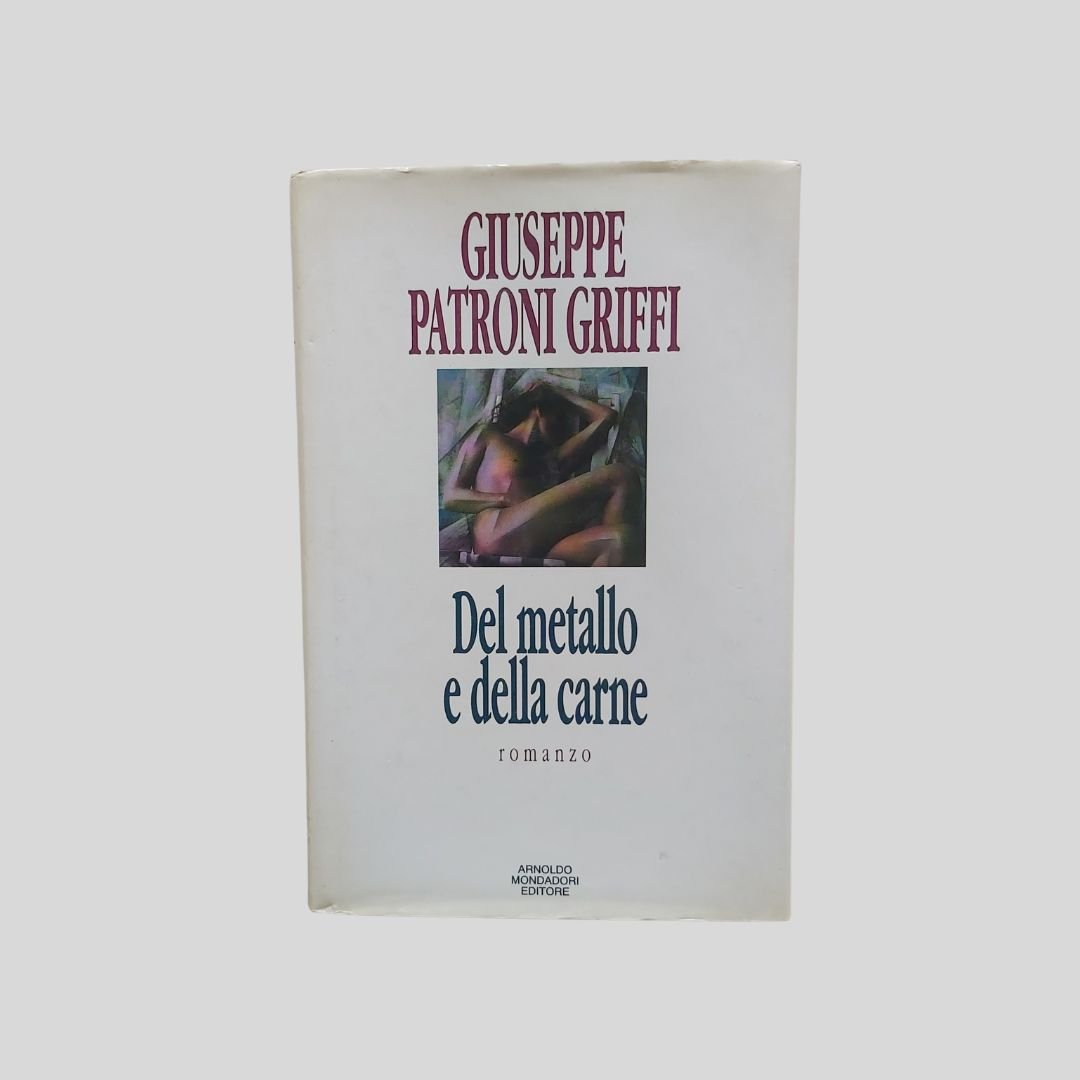 GIUSEPPE
PATRONI GRIFFI
Del metallo
e della carne
romanzo
ARNOLDO
MONDADORI
EDITORE